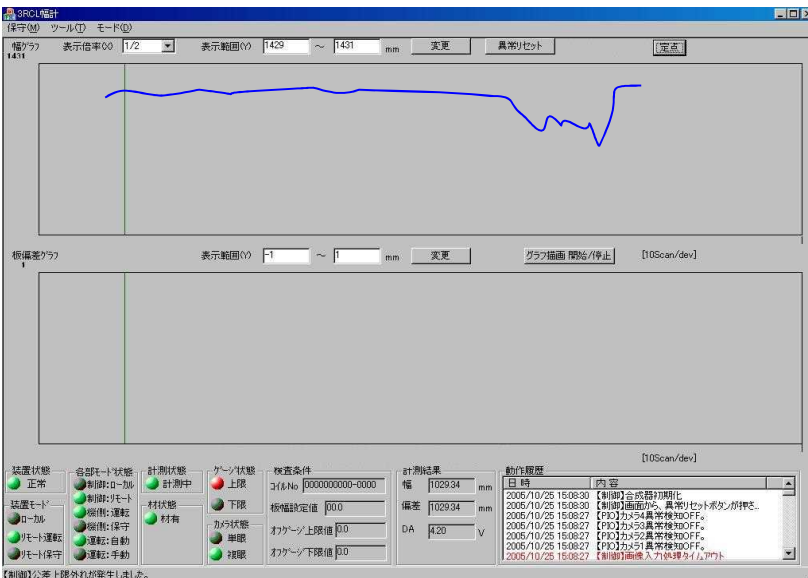 3RCL幅計
保守(M) ツール(T) モード(O)
幅グラフ 表示倍率(X) 1/2 表示範囲(Y) 1429 ～ 1431 mm 変更 異常リセット 定点
1431
板偏差グラフ 表示範囲(Y) -1 ～ 1 mm 変更 グラフ描画 開始/停止 [10Scan/dev]
1
[10Scan/dev]
装置状態
正常
装置モード
ローカル
リモート運転
リモート保守
各部モード状態
制御:ローカル
制御:リモート
機側:運転
機側:保守
運転:自動
運転:手動
計測状態
計測中
材状態
材有
ゲージ状態
上限
下限
カメラ状態
単眼
複眼
検査条件
コイルNo 0000000000-0000
板幅設定値 00.0
オフゲージ上限値 0.0
オフゲージ下限値 0.0
計測結果
幅 1029.34 mm
偏差 1029.34 mm
DA 4.20 V
動作履歴
日 時 内 容
2005/10/25 15:08:30 【制御】合成器初期化
2005/10/25 15:08:30 【制御】画面から、異常リセットボタンが押さ..
2005/10/25 15:08:27 【PIO】カメラ4異常検知OFF。
2005/10/25 15:08:27 【PIO】カメラ3異常検知OFF。
2005/10/25 15:08:27 【PIO】カメラ2異常検知OFF。
2005/10/25 15:08:27 【PIO】カメラ1異常検知OFF。
2005/10/25 15:08:27 【制御】画像入力処理タイムアウト
【制御】公差上限外れが発生しました。